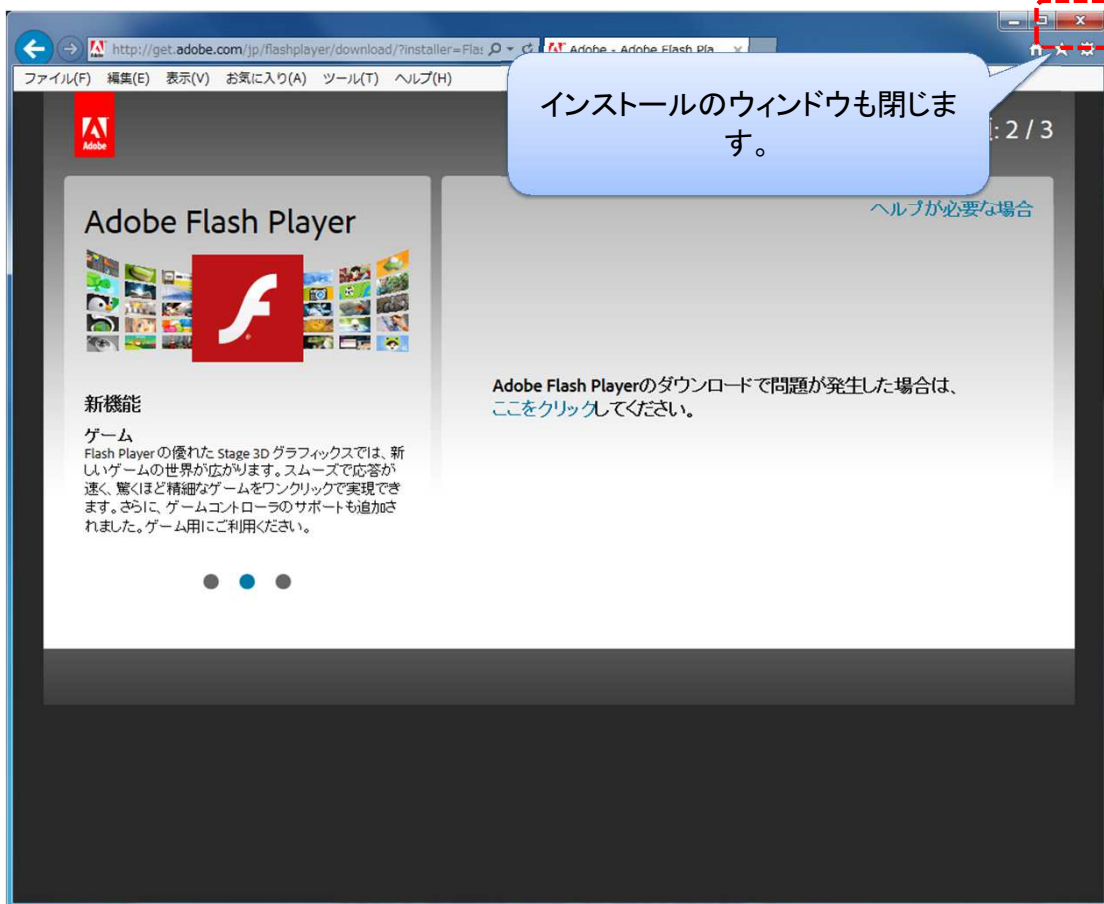 http://get.adobe.com/jp/flashplayer/download/?installer=Flas
Adobe - Adobe Flash Pla...
ファイル(F) 編集(E) 表示(V) お気に入り(A) ツール(T) ヘルプ(H)
インストールのウィンドウも閉じま
す。
Adobe
: 2 / 3
ヘルプが必要な場合
Adobe Flash Player
新機能
ゲーム
Flash Player の優れた Stage 3D グラフィックスでは、新
しいゲームの世界が広がります。スムーズで応答が
速く、驚くほど精細なゲームをワンクリックで実現でき
ます。さらに、ゲームコントローラのサポートも追加さ
れました。ゲーム用にご利用ください。
Adobe Flash Playerのダウンロードで問題が発生した場合は、
ここをクリックしてください。